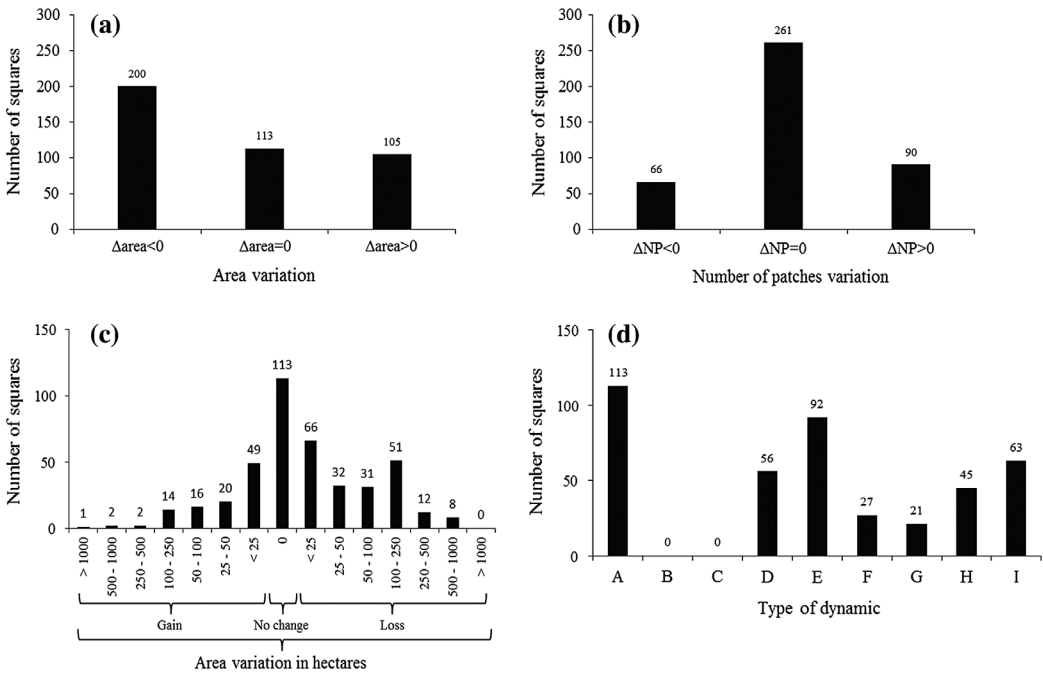 (a)
Number of squares
300
250
200
150
100
50
0
200
113
105
Δarea<0
Δarea=0
Δarea>0
Area variation
(b)
Number of squares
300
250
200
150
100
50
0
66
261
90
ΔNP<0
ΔNP=0
ΔNP>0
Number of patches variation
(c)
Number of squares
150
100
50
0
1
2
2
14
16
20
49
113
66
32
31
51
12
8
0
> 1000
500 - 1000
250 - 500
100 - 250
50 - 100
25 - 50
< 25
0
< 25
25 - 50
50 - 100
100 - 250
250 - 500
500 - 1000
> 1000
Gain
No change
Loss
Area variation in hectares
(d)
Number of squares
150
100
50
0
113
0
0
56
92
27
21
45
63
A
B
C
D
E
F
G
H
I
Type of dynamic